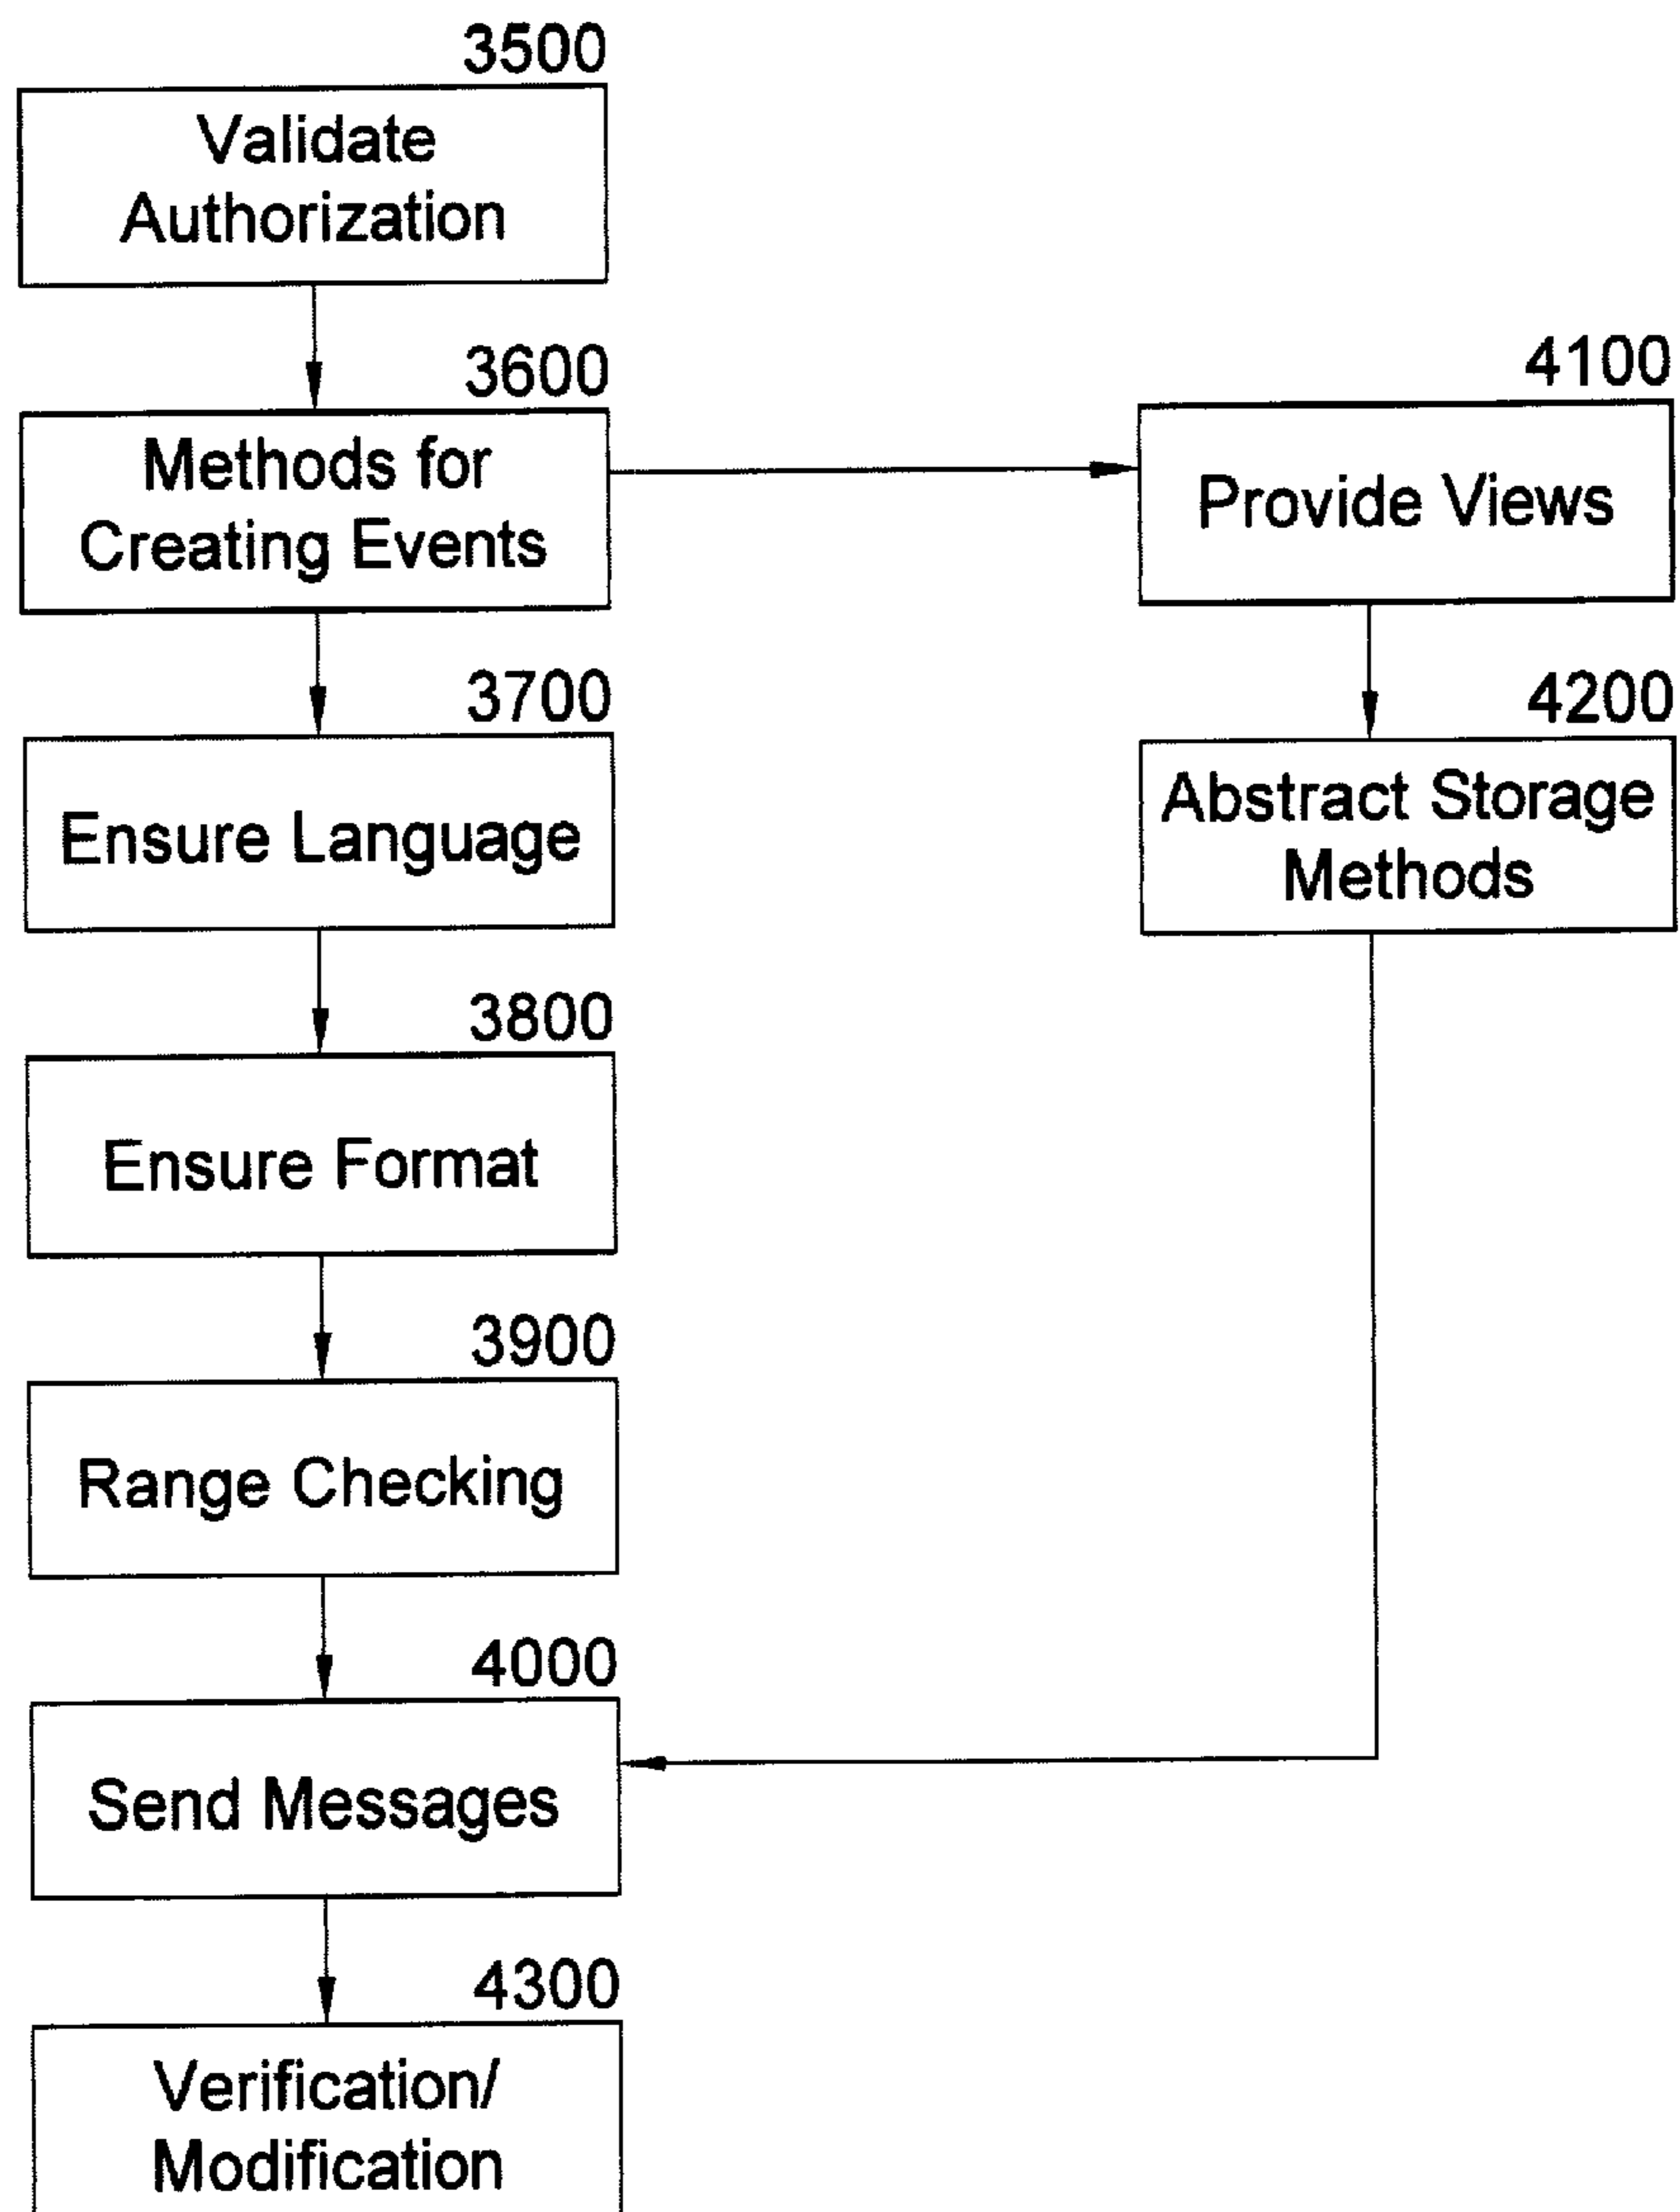 3500
Validate
Authorization
3600
Methods for
Creating Events
4100
Provide Views
3700
Ensure Language
4200
Abstract Storage
Methods
3800
Ensure Format
3900
Range Checking
4000
Send Messages
4300
Verification/
Modification